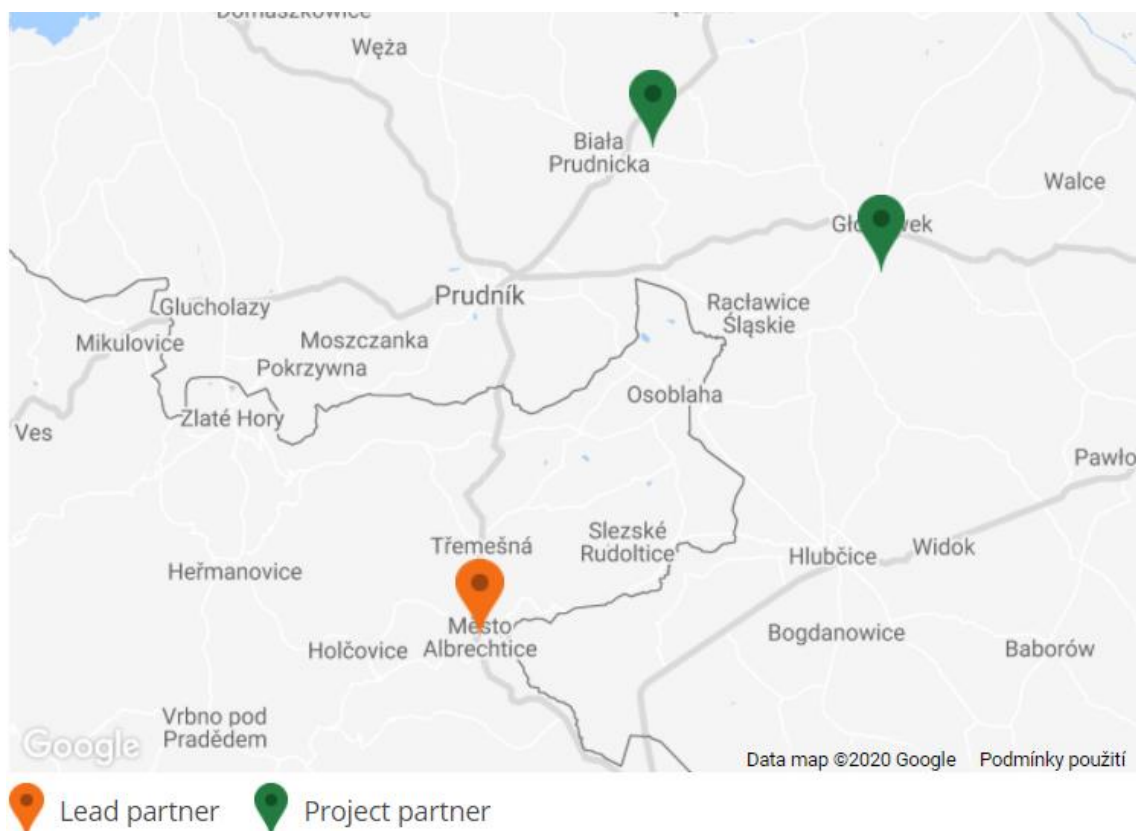 Domaszkowice
Węża
Biała
Prudnicka
Walce
Prudník
Racławice
Śląskie
Glucholazy
Mikulovice
Moszczanka
Pokrzywna
Osoblaha
Zlaté Hory
Ves
Pawło
Třemešná
Slezské
Rudoltice
Hlubčice
Widok
Heřmanovice
Město
Albrechtice
Holčovice
Bogdanowice
Baborów
Vrbno pod
Pradědem
Google
Data map ©2020 Google Podmínky použití
Lead partner Project partner